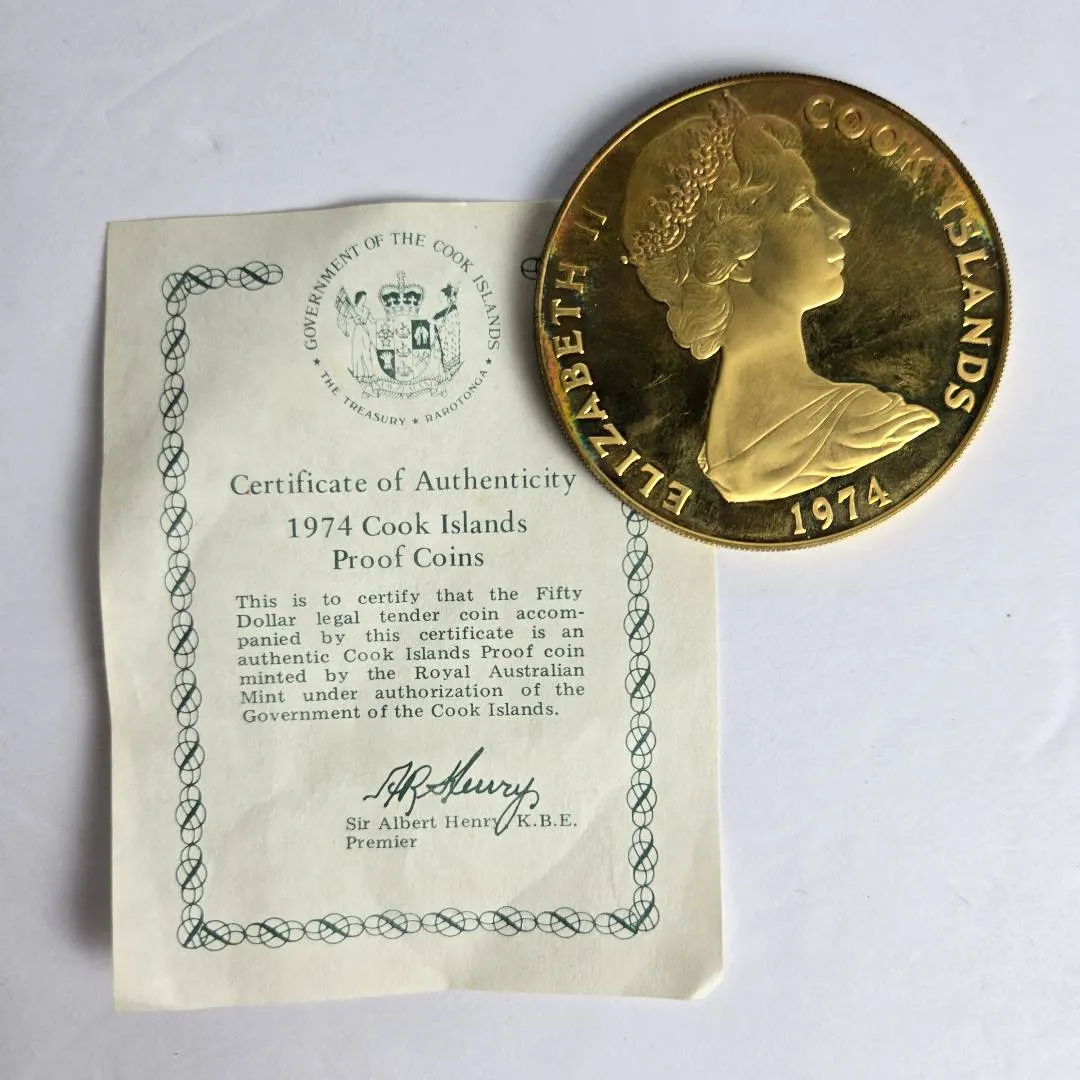 GOVERNMENT OF THE COOK ISLANDS
★ THE TREASURY ★ RAROTONGA ★
Certificate of Authenticity
1974 Cook Islands
Proof Coins
This is to certify that the Fifty
Dollar legal tender coin accom-
panied by this certificate is an
authentic Cook Islands Proof coin
minted by the Royal Australian
Mint under authorization of the
Government of the Cook Islands.
AR Henry
Sir Albert Henry K.B.E.
Premier
ELIZABETH II
COOK ISLANDS
1974